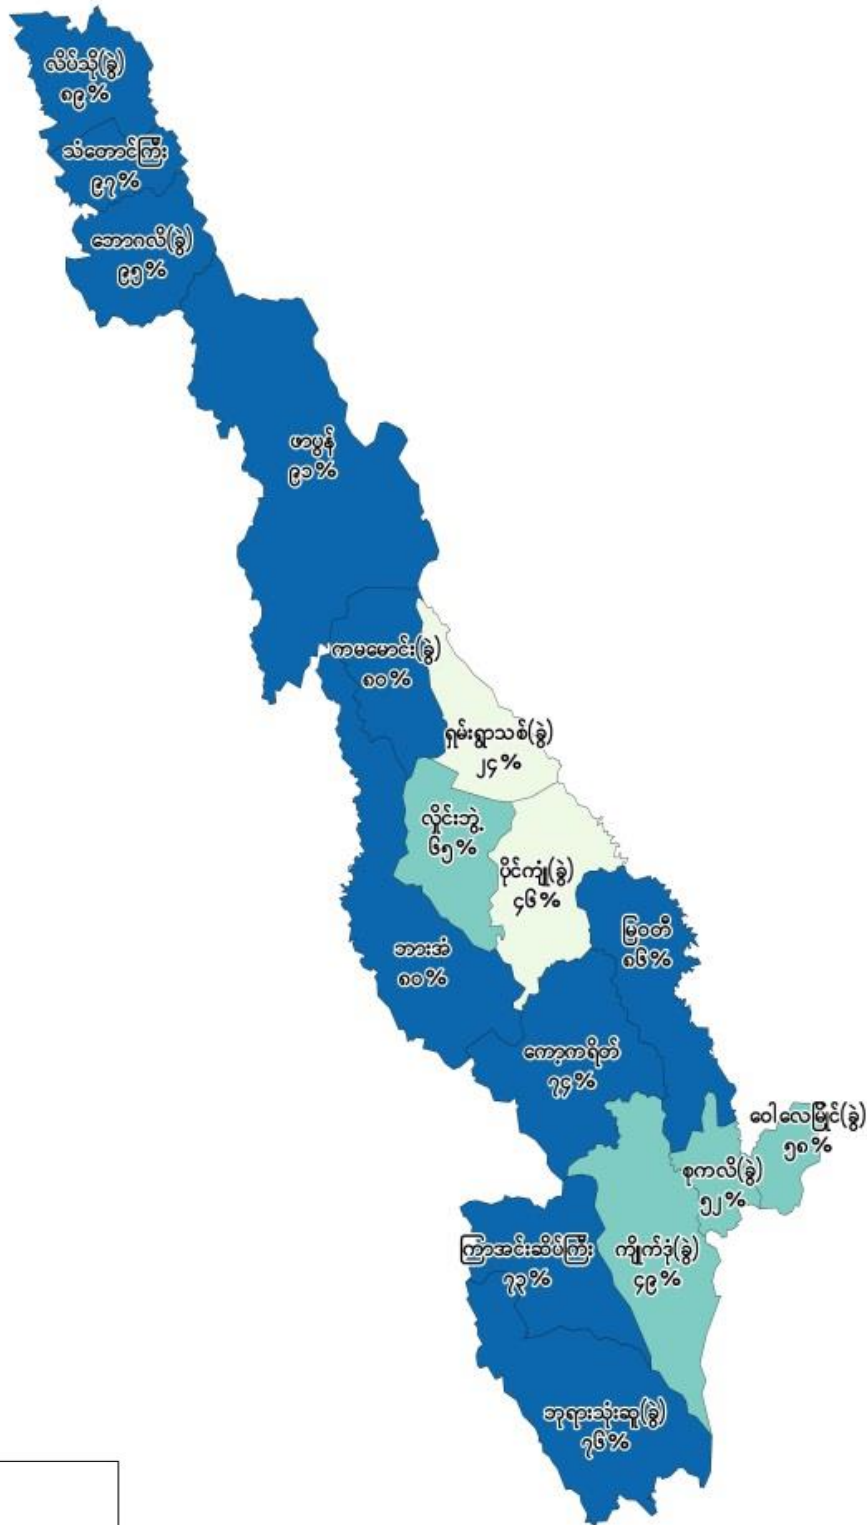 လိပ်သို(ခွဲ)
၈၉%
သံတောင်ကြီး
၉၇%
ဘောဂလိ(ခွဲ)
၉၅%
ဖာပွန်
၉၁%
ကမမောင်း(ခွဲ)
၈၀%
ရှမ်းရွာသစ်(ခွဲ)
၂၄%
လှိုင်းဘွဲ့
၆၅%
ပိုင်ကျုံ(ခွဲ)
၄၆%
မြဝတီ
၈၆%
ဘားအံ
၈၀%
ကော့ကရိတ်
၇၄%
ဝေါလေမြိုင်(ခွဲ)
၅၈%
စုကလိ(ခွဲ)
၅၂%
ကြာအင်းဆိပ်ကြီး
၇၃%
ကျိုက်ဒုံ(ခွဲ)
၄၉%
ဘုရားသုံးဆူ(ခွဲ)
၇၆%